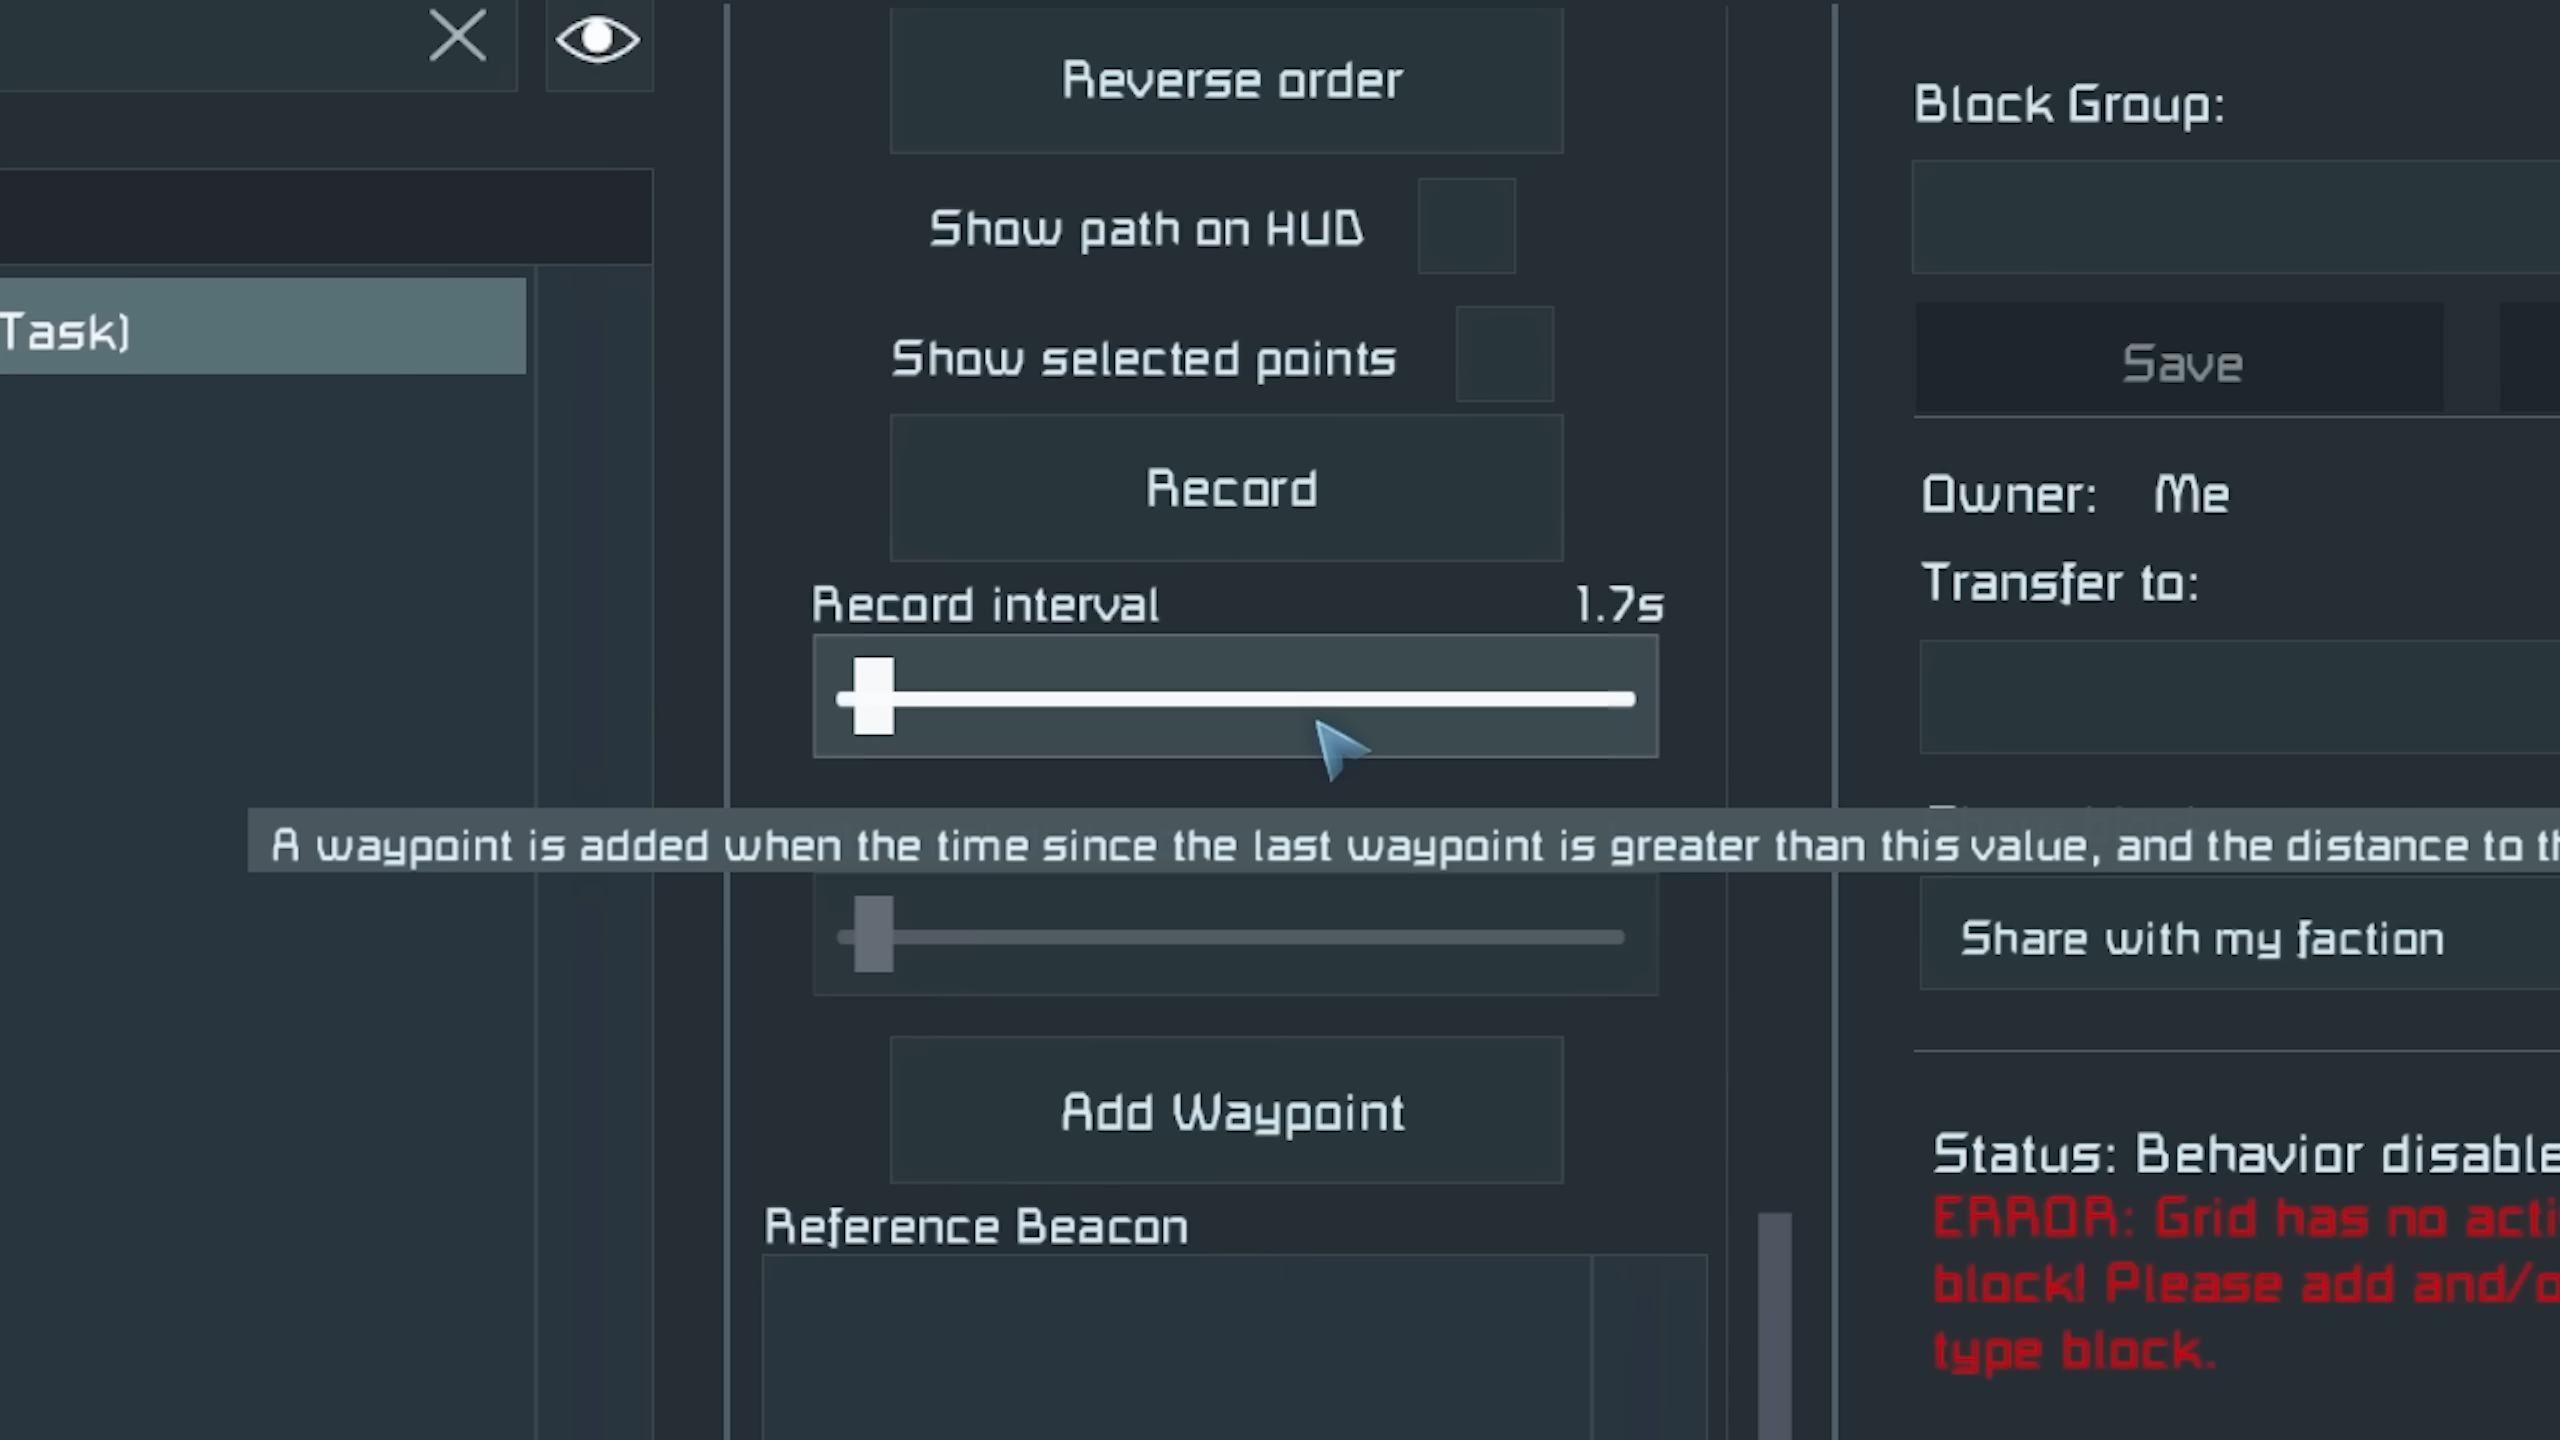 Reverse order
Show path on HUD
Show selected points
Record
Record interval 1.7s
A waypoint is added when the time since the last waypoint is greater than this value, and the distance to
Add Waypoint
Reference Beacon
Task)
Block Group:
Save
Owner: Me
Transfer to:
Share with my faction
Status: Behavior
ERROR: Grid has no
block! Please add
type block.